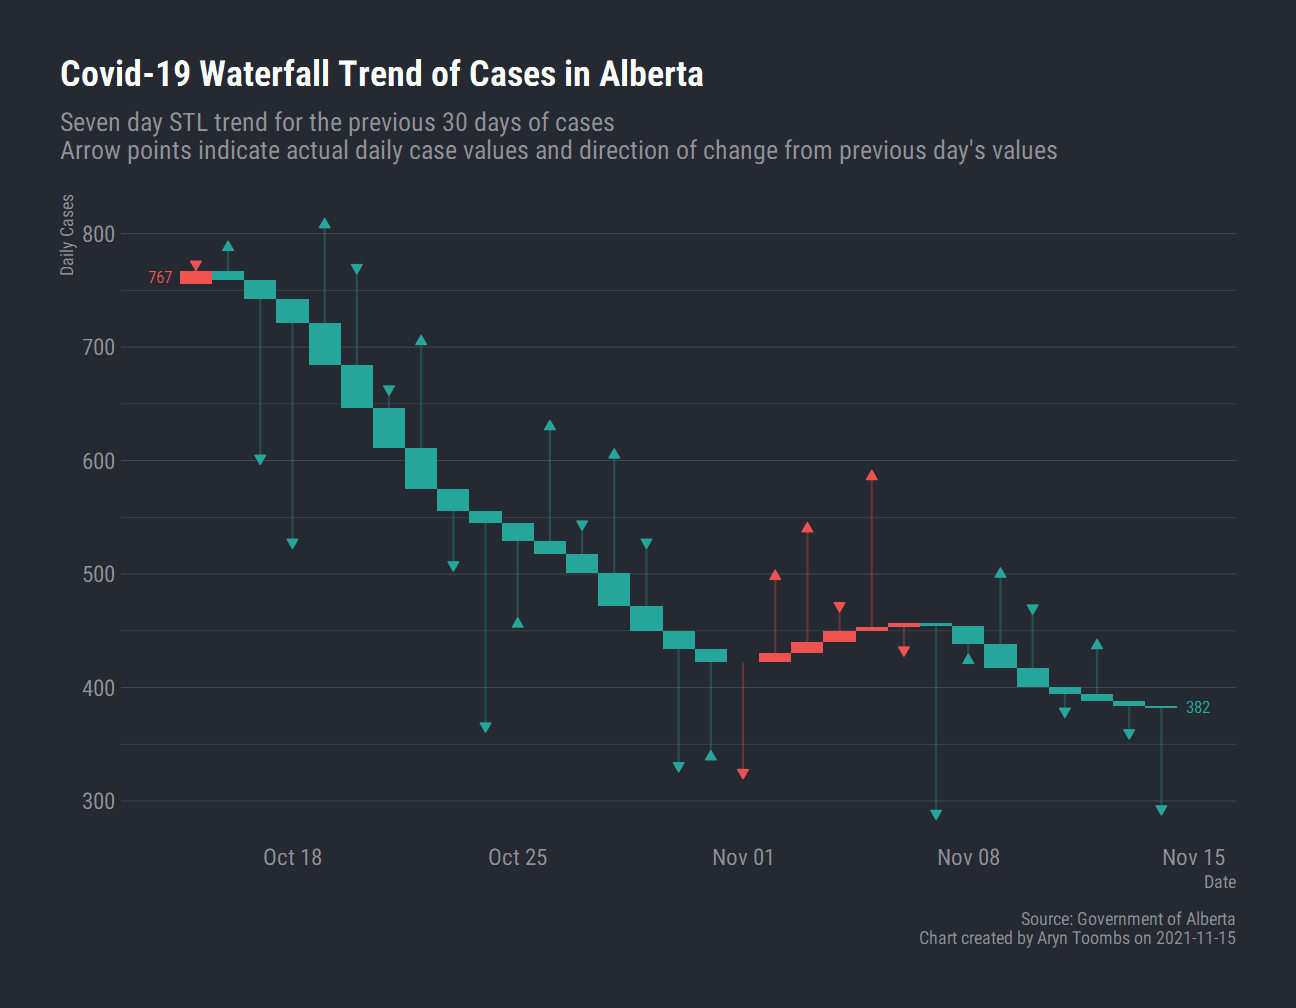 Covid-19 Waterfall Trend of Cases in Alberta
Seven day STL trend for the previous 30 days of cases
Arrow points indicate actual daily case values and direction of change from previous day's values
Daily Cases
800
700
600
500
400
300
767
382
Oct 18
Oct 25
Nov 01
Nov 08
Nov 15
Date
Source: Government of Alberta
Chart created by Aryn Toombs on 2021-11-15